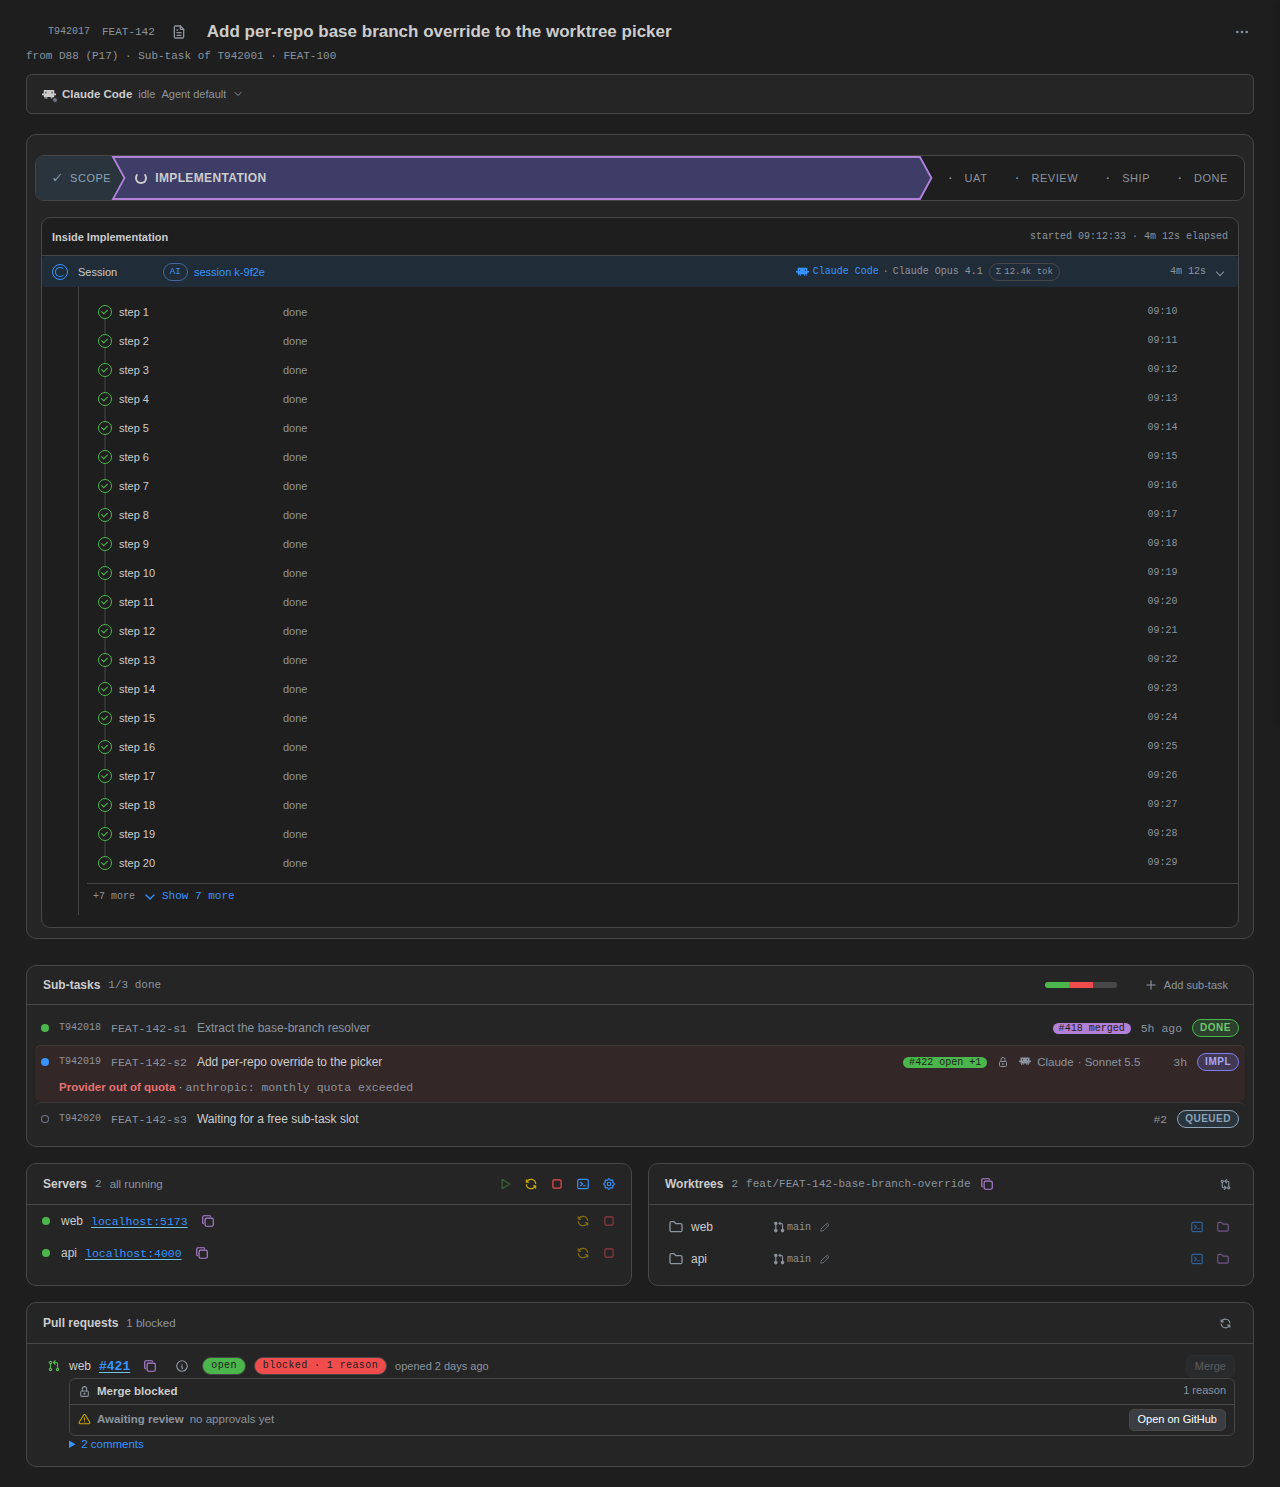 T942017 FEAT-142 Add per-repo base branch override to the worktree picker
from D88 (P17) · Sub-task of T942001 · FEAT-100
Claude Code idle Agent default
SCOPE IMPLEMENTATION · UAT · REVIEW · SHIP · DONE
Inside Implementation started 09:12:33 · 4m 12s elapsed
Session AI session k-9f2e Claude Code · Claude Opus 4.1 Σ 12.4k tok 4m 12s
step 1 done 09:10
step 2 done 09:11
step 3 done 09:12
step 4 done 09:13
step 5 done 09:14
step 6 done 09:15
step 7 done 09:16
step 8 done 09:17
step 9 done 09:18
step 10 done 09:19
step 11 done 09:20
step 12 done 09:21
step 13 done 09:22
step 14 done 09:23
step 15 done 09:24
step 16 done 09:25
step 17 done 09:26
step 18 done 09:27
step 19 done 09:28
step 20 done 09:29
+7 more Show 7 more
Sub-tasks 1/3 done Add sub-task
T942018 FEAT-142-s1 Extract the base-branch resolver #418 merged 5h ago DONE
T942019 FEAT-142-s2 Add per-repo override to the picker #422 open +1 Claude · Sonnet 5.5 3h IMPL
Provider out of quota · anthropic: monthly quota exceeded
T942020 FEAT-142-s3 Waiting for a free sub-task slot #2 QUEUED
Servers 2 all running
web localhost:5173
api localhost:4000
Worktrees 2 feat/FEAT-142-base-branch-override
web main
api main
Pull requests 1 blocked
web #421 open blocked · 1 reason opened 2 days ago Merge
Merge blocked 1 reason
Awaiting review no approvals yet Open on GitHub
2 comments